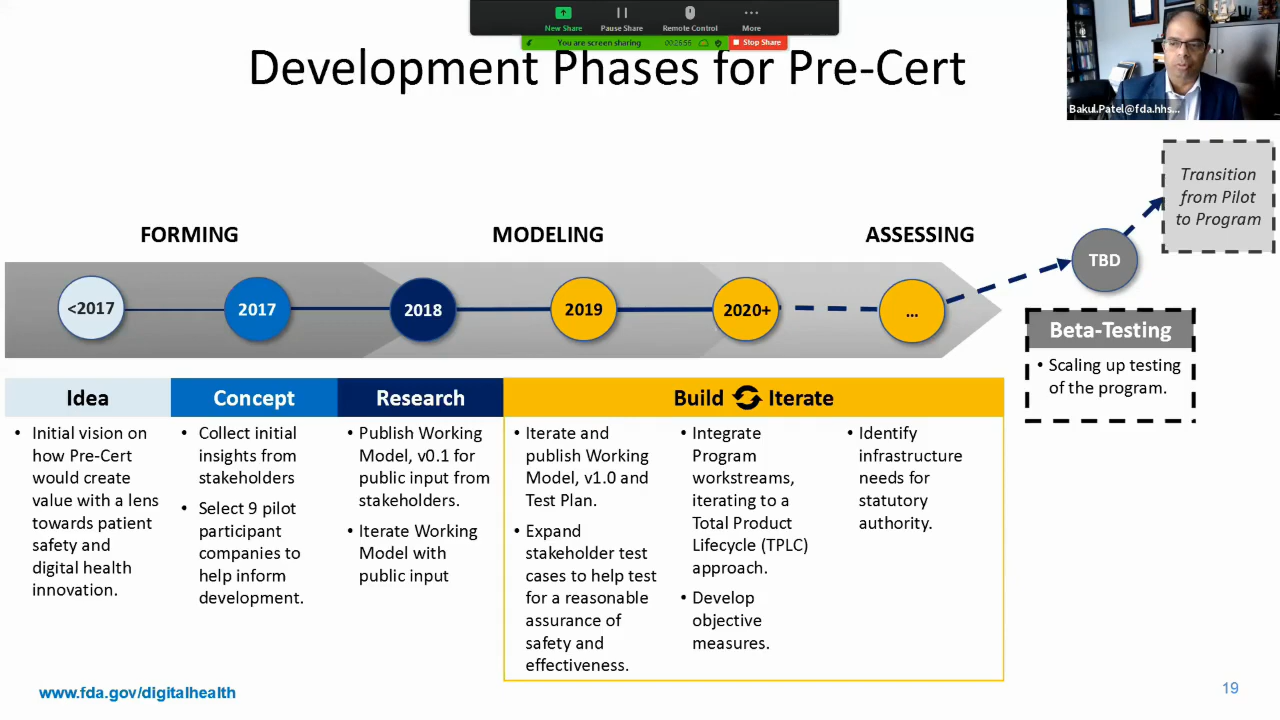 New Share
Pause Share
Remote Control
More
You are screen sharing
00:26:56
Stop Share
Development Phases for Pre-Cert
Bakul.Patel@fda.hhs...
Transition
from Pilot
to Program
FORMING
MODELING
ASSESSING
TBD
<2017
2017
2018
2019
2020+
...
Beta-Testing
• Scaling up testing
of the program.
Idea
Concept
Research
Build Iterate
• Initial vision on
how Pre-Cert
would create
value with a lens
towards patient
safety and
digital health
innovation.
• Collect initial
insights from
stakeholders
• Select 9 pilot
participant
companies to
help inform
development.
• Publish Working
Model, v0.1 for
public input from
stakeholders.
• Iterate Working
Model with
public input
• Iterate and
publish Working
Model, v1.0 and
Test Plan.
• Expand
stakeholder test
cases to help test
for a reasonable
assurance of
safety and
effectiveness.
• Integrate
Program
workstreams,
iterating to a
Total Product
Lifecycle (TPLC)
approach.
• Develop
objective
measures.
• Identify
infrastructure
needs for
statutory
authority.
www.fda.gov/digitalhealth
19